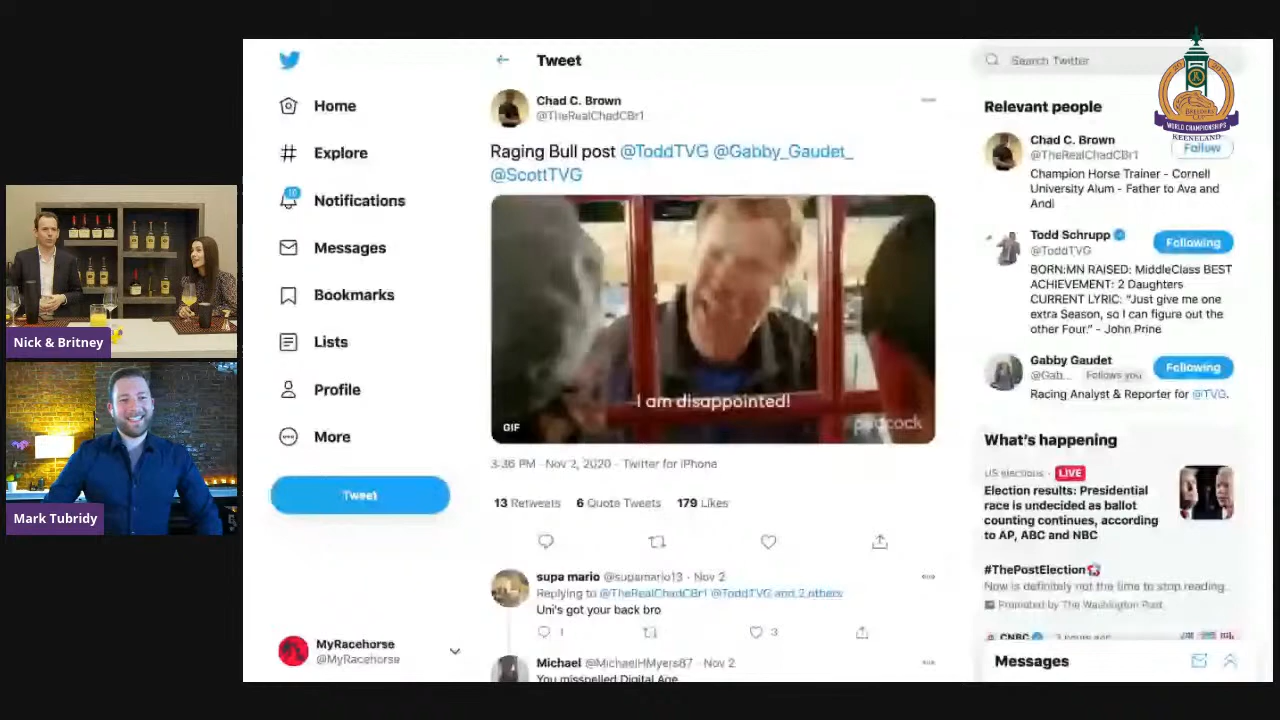 Nick & Britney
Mark Tubridy
Home
Explore
Notifications
Messages
Bookmarks
Lists
Profile
More
Tweet
MyRacehorse
@MyRacehorse
Tweet
Chad C. Brown
@TheRealChadCBr1
Raging Bull post @ToddTVG @Gabby_Gaudet_
@ScottTVG
I am disappointed!
GIF
peacock
3:36 PM · Nov 2, 2020 · Twitter for iPhone
13 Retweets 6 Quote Tweets 179 Likes
supa mario @supamario13 · Nov 2
Replying to @TheRealChadCBr1 @ToddTVG and 2 others
Uni's got your back bro
1 3
Michael @MichaelHMyers87 · Nov 2
You misspelled Digital Age
Search Twitter
WORLD CHAMPIONSHIPS
KEENELAND
Relevant people
Chad C. Brown
@TheRealChadCBr1
Follow
Champion Horse Trainer - Cornell
University Alum - Father to Ava and
Andi
Todd Schrupp
@ToddTVG
Following
BORN:MN RAISED: MiddleClass BEST
ACHIEVEMENT: 2 Daughters
CURRENT LYRIC: "Just give me one
extra Season, so I can figure out the
other Four." - John Prine
Gabby Gaudet
@Gab... Follows you
Following
Racing Analyst & Reporter for @TVG.
What's happening
US elections · LIVE
Election results: Presidential
race is undecided as ballot
counting continues, according
to AP, ABC and NBC
#ThePostElection
Now is definitely not the time to stop reading.
Promoted by The Washington Post
CNBC
Messages